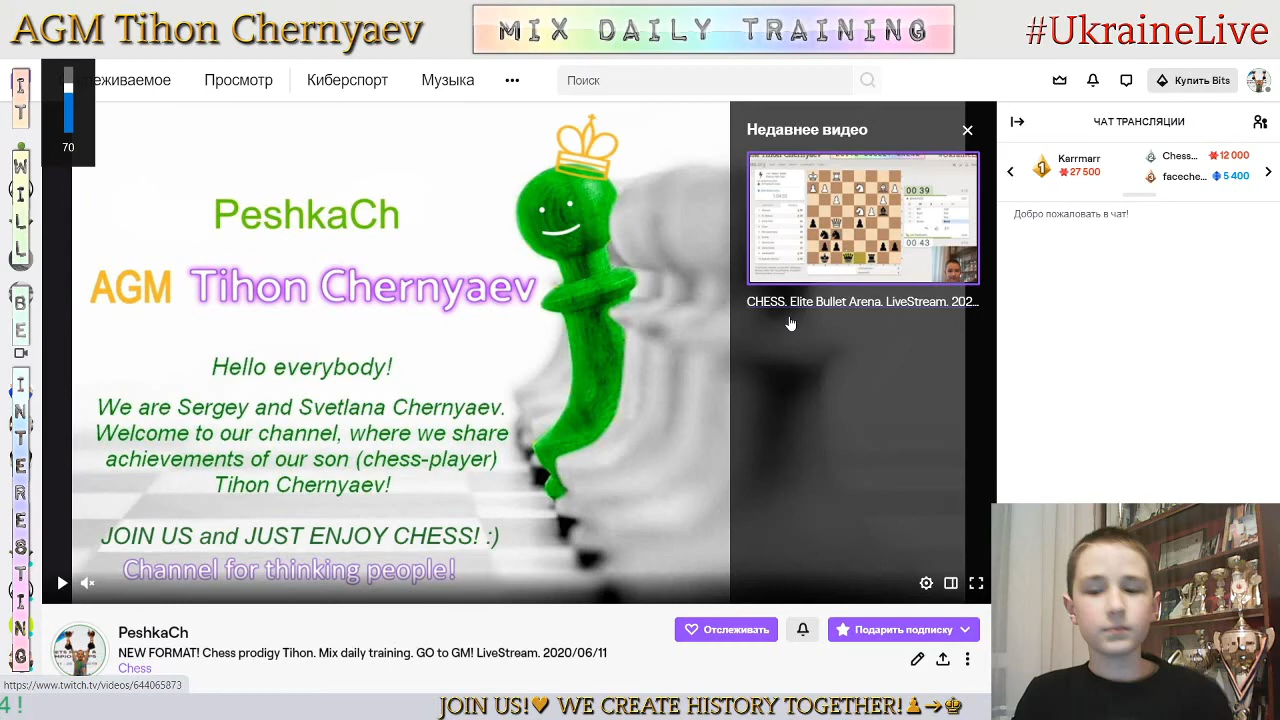 AGM Tihon Chernyaev
MIX DAILY TRAINING
#UkraineLive
Просмотр
Киберспорт
Музыка
Поиск
Купить Bits
70
IT
WILL
BE
INTERESTING
PeshkaCh
AGM Tihon Chernyaev
Hello everybody!
We are Sergey and Svetlana Chernyaev.
Welcome to our channel, where we share
achievements of our son (chess-player)
Tihon Chernyaev!
JOIN US and JUST ENJOY CHESS! :)
Channel for thinking people!
Недавнее видео
00 39
00 43
CHESS. Elite Bullet Arena. LiveStream. 202...
ЧАТ ТРАНСЛЯЦИИ
1 Karrmarr
27 500
2 Chess... 12 000
3 faceche... 5 400
Добро пожаловать в чат!
PeshkaCh
NEW FORMAT! Chess prodigy Tihon. Mix daily training. GO to GM! LiveStream. 2020/06/11
Chess
Отслеживать
Подарить подписку
https://www.twitch.tv/videos/644065873
4 !
JOIN US! WE CREATE HISTORY TOGETHER!